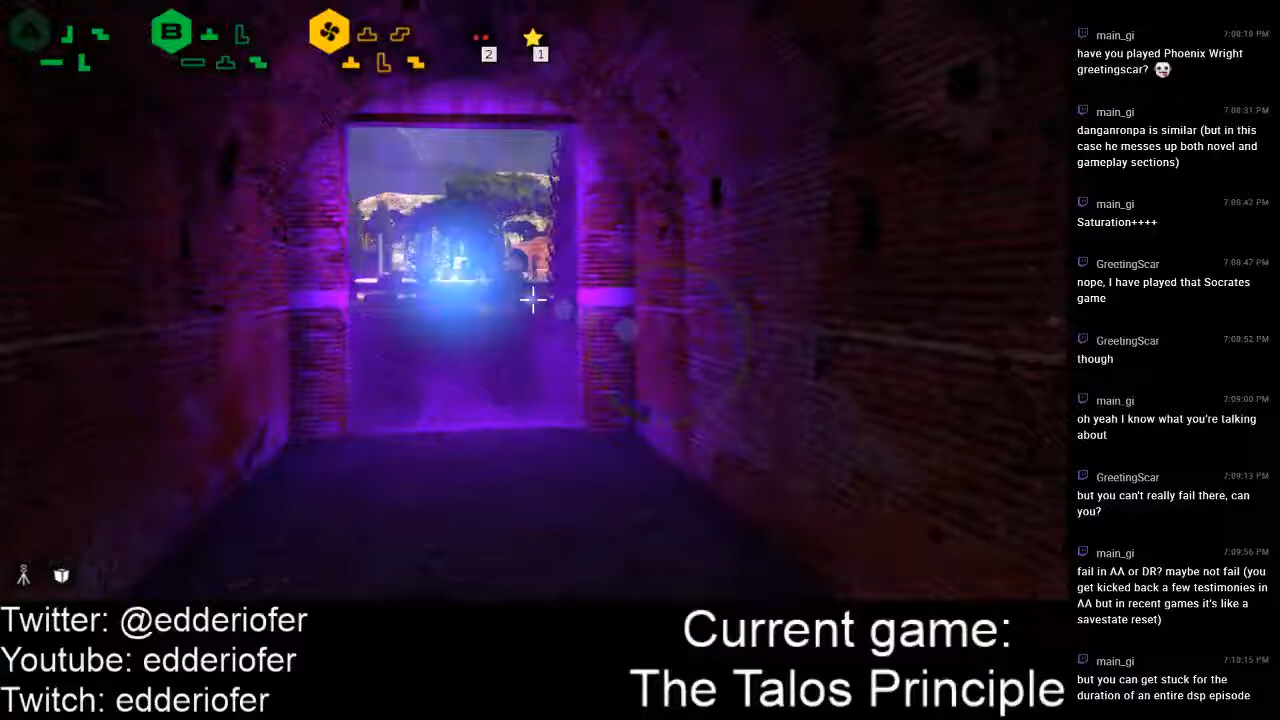 A
B
2
1
main_gi 7:08:18 PM
have you played Phoenix Wright
greetingscar?
main_gi 7:08:31 PM
danganronpa is similar (but in this
case he messes up both novel and
gameplay sections)
main_gi 7:08:42 PM
Saturation++++
GreetingScar 7:08:47 PM
nope, I have played that Socrates
game
GreetingScar 7:08:52 PM
though
main_gi 7:09:00 PM
oh yeah I know what you're talking
about
GreetingScar 7:09:13 PM
but you can't really fail there, can
you?
main_gi 7:09:56 PM
fail in AA or DR? maybe not fail (you
get kicked back a few testimonies in
AA but in recent games it's like a
savestate reset)
main_gi 7:10:15 PM
but you can get stuck for the
duration of an entire dsp episode
Twitter: @edderiofer
Youtube: edderiofer
Twitch: edderiofer
Current game:
The Talos Principle